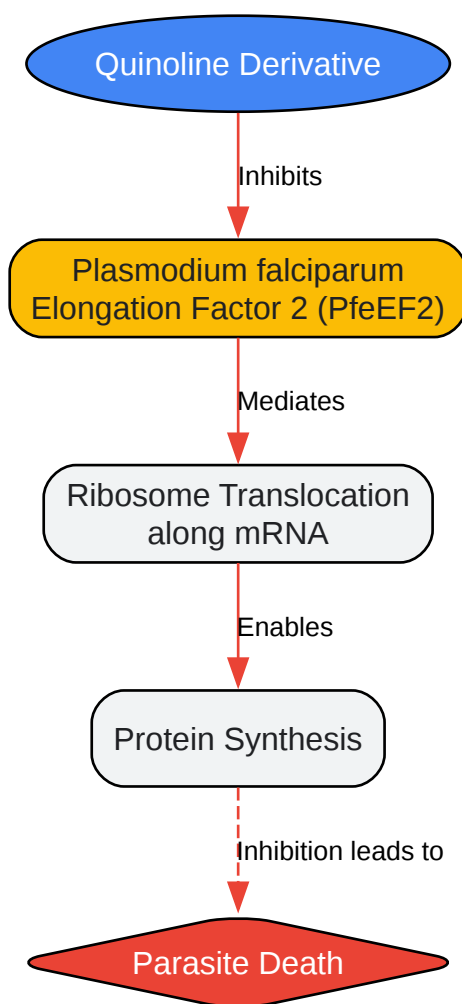 Quinoline Derivative
Inhibits
Plasmodium falciparum
Elongation Factor 2 (PfeEF2)
Mediates
Ribosome Translocation
along mRNA
Enables
Protein Synthesis
Inhibition leads to
Parasite Death